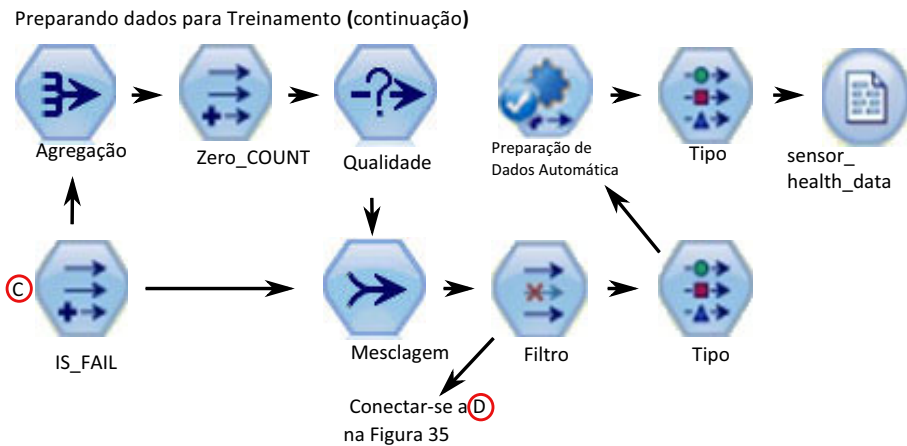 Preparando dados para Treinamento (continuação)
Agregação
Zero_COUNT
Qualidade
Preparação de
Dados Automática
Tipo
sensor_
health_data
C
IS_FAIL
Mesclagem
Filtro
Tipo
Conectar-se a D
na Figura 35